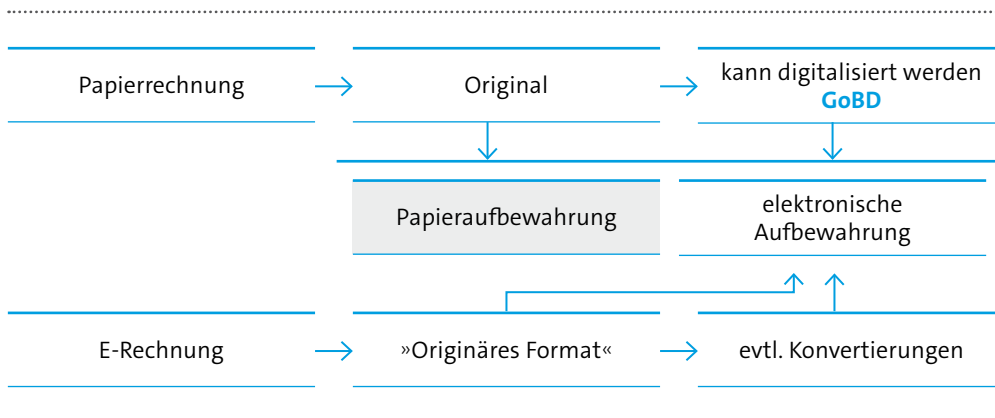 Papierrechnung
Original
kann digitalisiert werden
GoBD
Papieraufbewahrung
elektronische
Aufbewahrung
E-Rechnung
»Originäres Format«
evtl. Konvertierungen